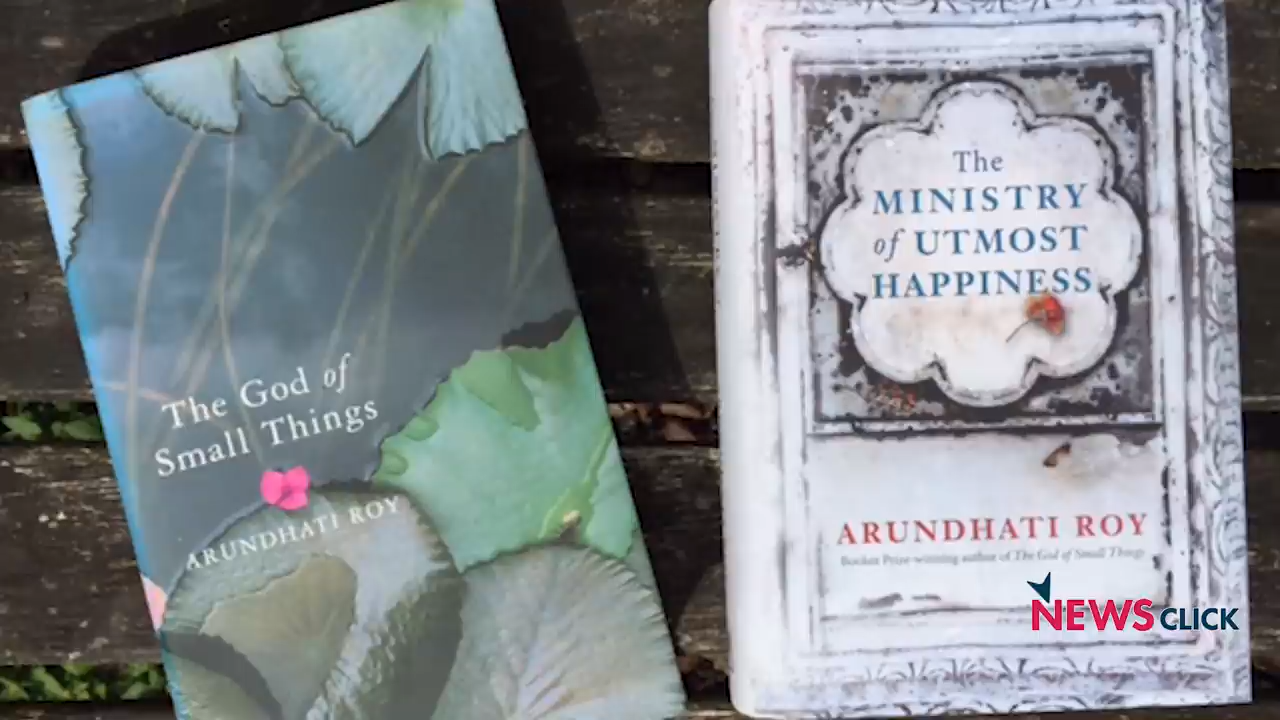 The God of
Small Things
ARUNDHATI ROY
The
MINISTRY
of UTMOST
HAPPINESS
ARUNDHATI ROY
Booker Prize-winning author of The God of Small Things
NEWSCLICK